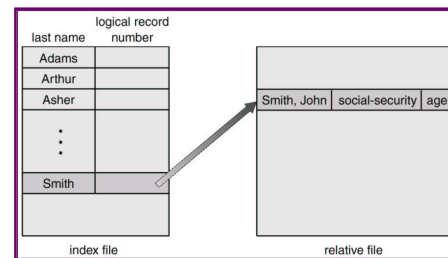 logical record
last name number
Adams
Arthur
Asher
Smith
Smith, John social-security age
index file
relative file